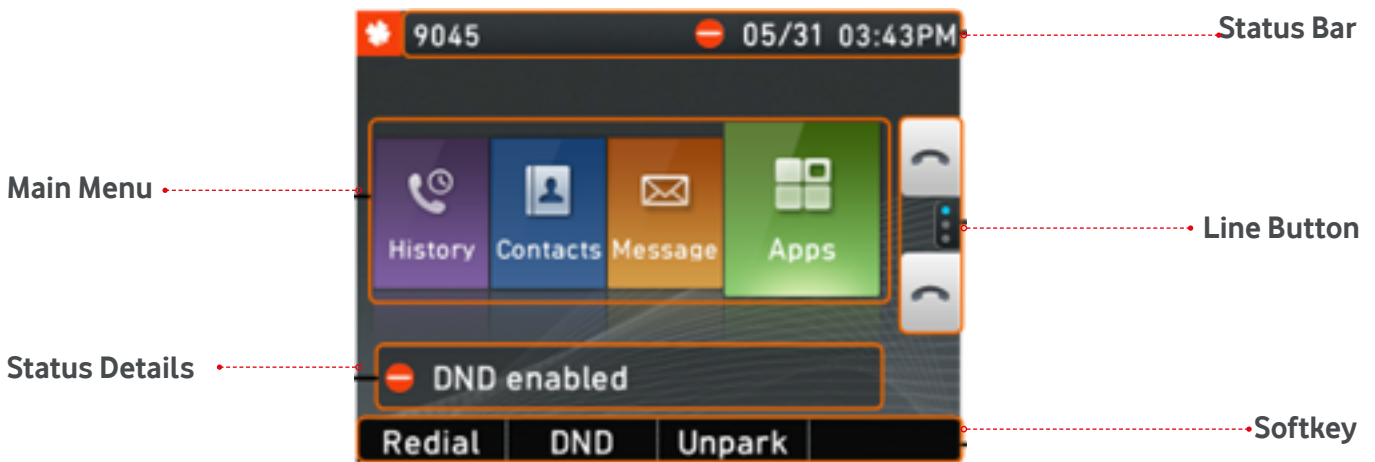 9045 05/31 03:43PM
Status Bar
Main Menu
History Contacts Message Apps
Line Button
Status Details
DND enabled
Redial DND Unpark
Softkey